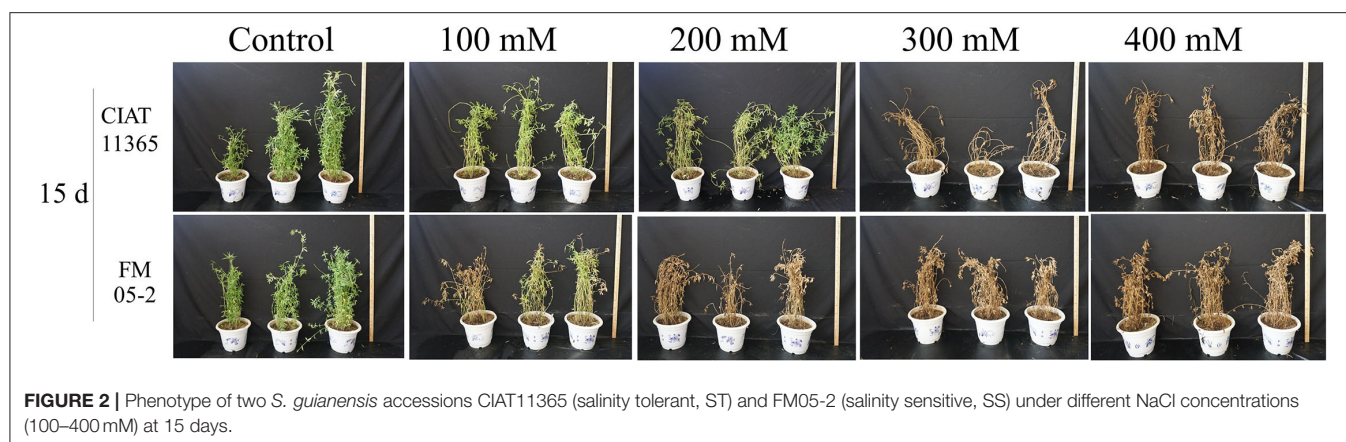 Control 100 mM 200 mM 300 mM 400 mM
15 d
CIAT
11365
FM
05-2
FIGURE 2 | Phenotype of two S. guianensis accessions CIAT11365 (salinity tolerant, ST) and FM05-2 (salinity sensitive, SS) under different NaCl concentrations
(100–400 mM) at 15 days.